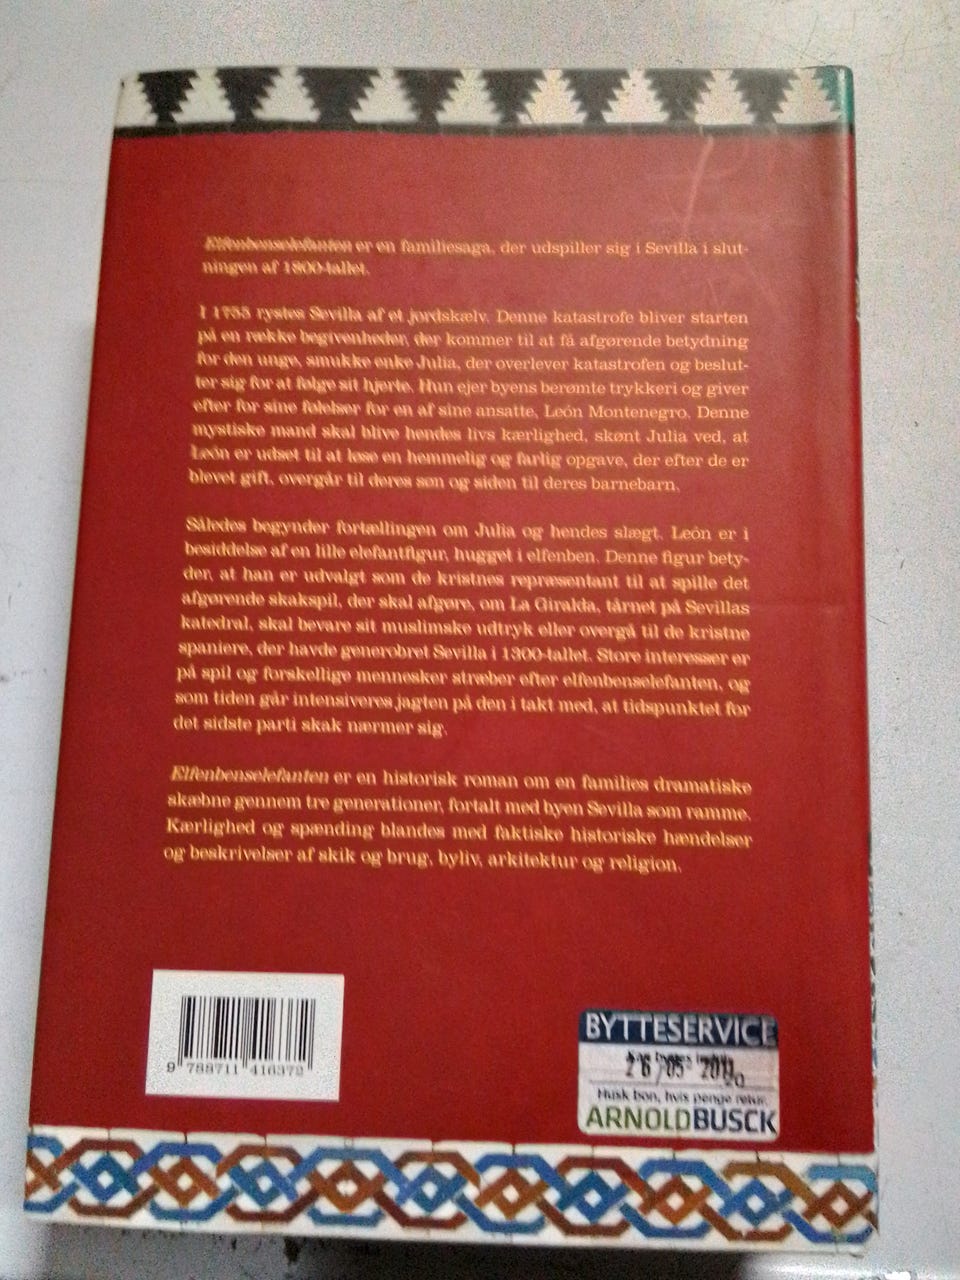 Elfenbenselefanten er en familiesaga, der udspiller sig i Sevilla i slut-
ningen af 1800-tallet.
I 1755 rystes Sevilla af et jordskælv. Denne katastrofe bliver starten
på en række begivenheder, der kommer til at få afgørende betydning
for den unge, smukke enke Julia, der overlever katastrofen og beslut-
ter sig for at følge sit hjerte. Hun ejer byens berømte trykkeri og giver
efter for sine følelser for en af sine ansatte, León Montenegro. Denne
mystiske mand skal blive hendes livs kærlighed, skønt Julia ved, at
León er udset til at løse en hemmelig og farlig opgave, der efter de er
blevet gift, overgår til deres søn og siden til deres barnebarn.
Således begynder fortællingen om Julia og hendes slægt. León er i
besiddelse af en lille elefantfigur, hugget i elfenben. Denne figur bety-
der, at han er udvalgt som de kristnes repræsentant til at spille det
afgørende skakspil, der skal afgøre, om La Giralda, tårnet på Sevillas
katedral, skal bevare sit muslimske udtryk eller overgå til de kristne
spaniere, der havde generobret Sevilla i 1300-tallet. Store interesser er
på spil og forskellige mennesker stræber efter elfenbenselefanten, og
som tiden går intensiveres jagten på den i takt med, at tidspunktet for
det sidste parti skak nærmer sig.
Elfenbenselefanten er en historisk roman om en families dramatiske
skæbne gennem tre generationer, fortalt med byen Sevilla som ramme.
Kærlighed og spænding blandes med faktiske historiske hændelser
og beskrivelser af skik og brug, byliv, arkitektur og religion.
9 788711 416372
BYTTESERVICE
Kan byttes indtil
26/05 2011
Husk bon, hvis penge retur.
ARNOLD BUSCK